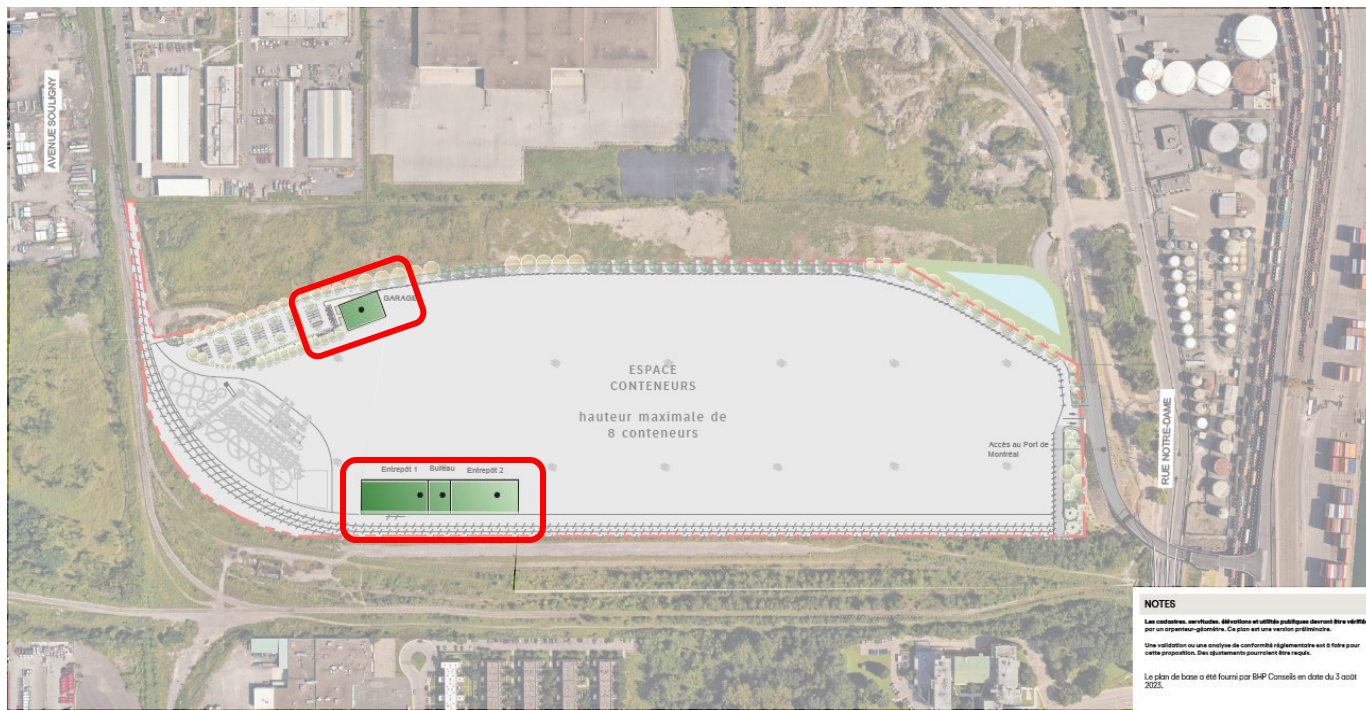 AVENUE SOULIGNY
GARAGE
ESPACE
CONTENEURS
hauteur maximale de
8 conteneurs
Accès au Port de
Montréal
RUE NOTRE-DAME
Entrepôt 1 Bureau Entrepôt 2
NOTES
Les cadastres, servitudes, élévations et utilités publiques devront être vérifié
par un arpenteur-géomètre. Ce plan est une version préliminaire.
Une validation ou une analyse de conformité réglementaire est à faire pour
cette proposition. Des ajustements pourraient être requis.
Le plan de base a été fourni par BHP Conseils en date du 3 août
2023.